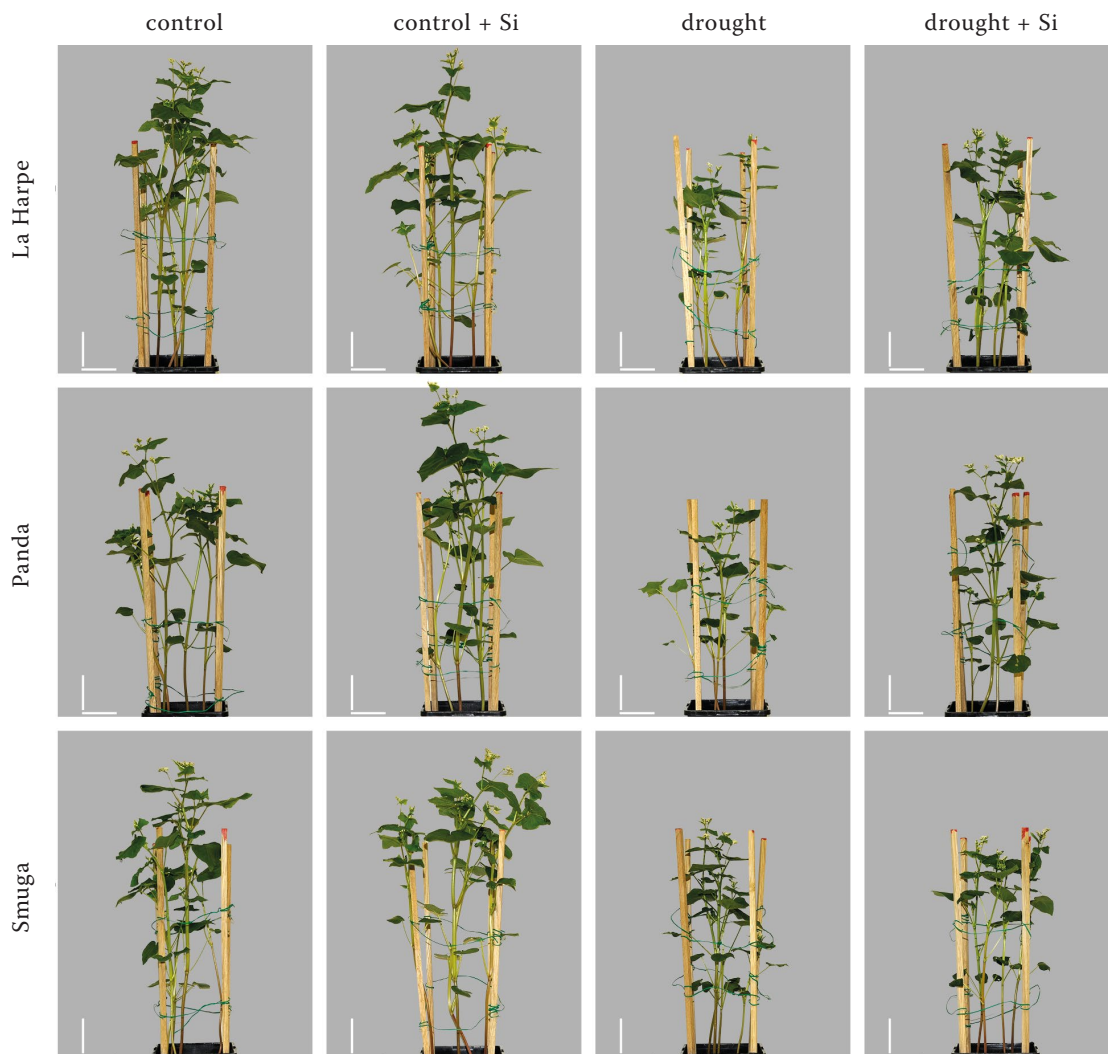 control control + Si drought drought + Si
La Harpe
Panda
Smuga